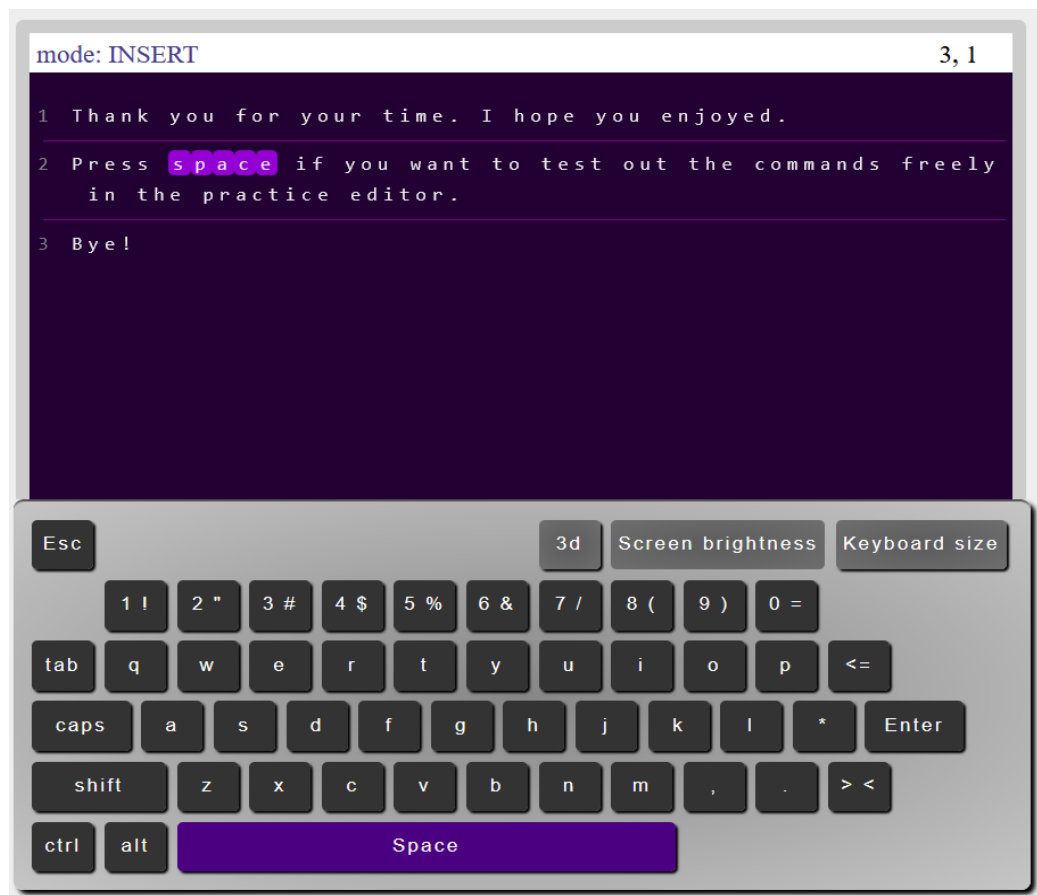 mode: INSERT 3, 1
1 Thank you for your time. I hope you enjoyed.
2 Press space if you want to test out the commands freely
in the practice editor.
3 Bye!
Esc 3d Screen brightness Keyboard size
1 ! 2 " 3 # 4 $ 5 % 6 & 7 / 8 ( 9 ) 0 =
tab q w e r t y u i o p <=
caps a s d f g h j k l * Enter
shift z x c v b n m , . > <
ctrl alt Space